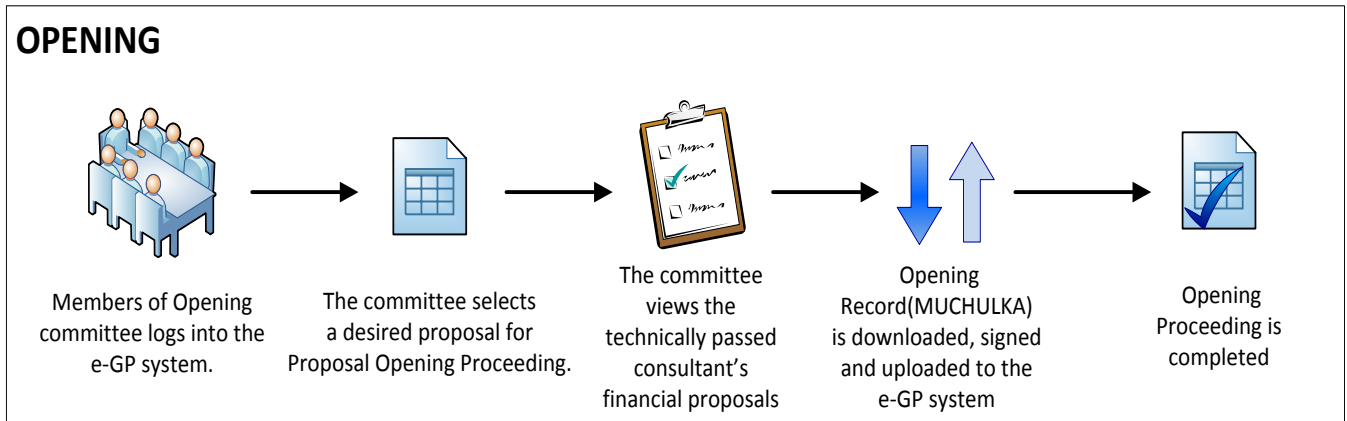 OPENING
Members of Opening
committee logs into the
e-GP system.
The committee selects
a desired proposal for
Proposal Opening Proceeding.
The committee
views the
technically passed
consultant's
financial proposals
Opening
Record(MUCHULKA)
is downloaded, signed
and uploaded to the
e-GP system
Opening
Proceeding is
completed